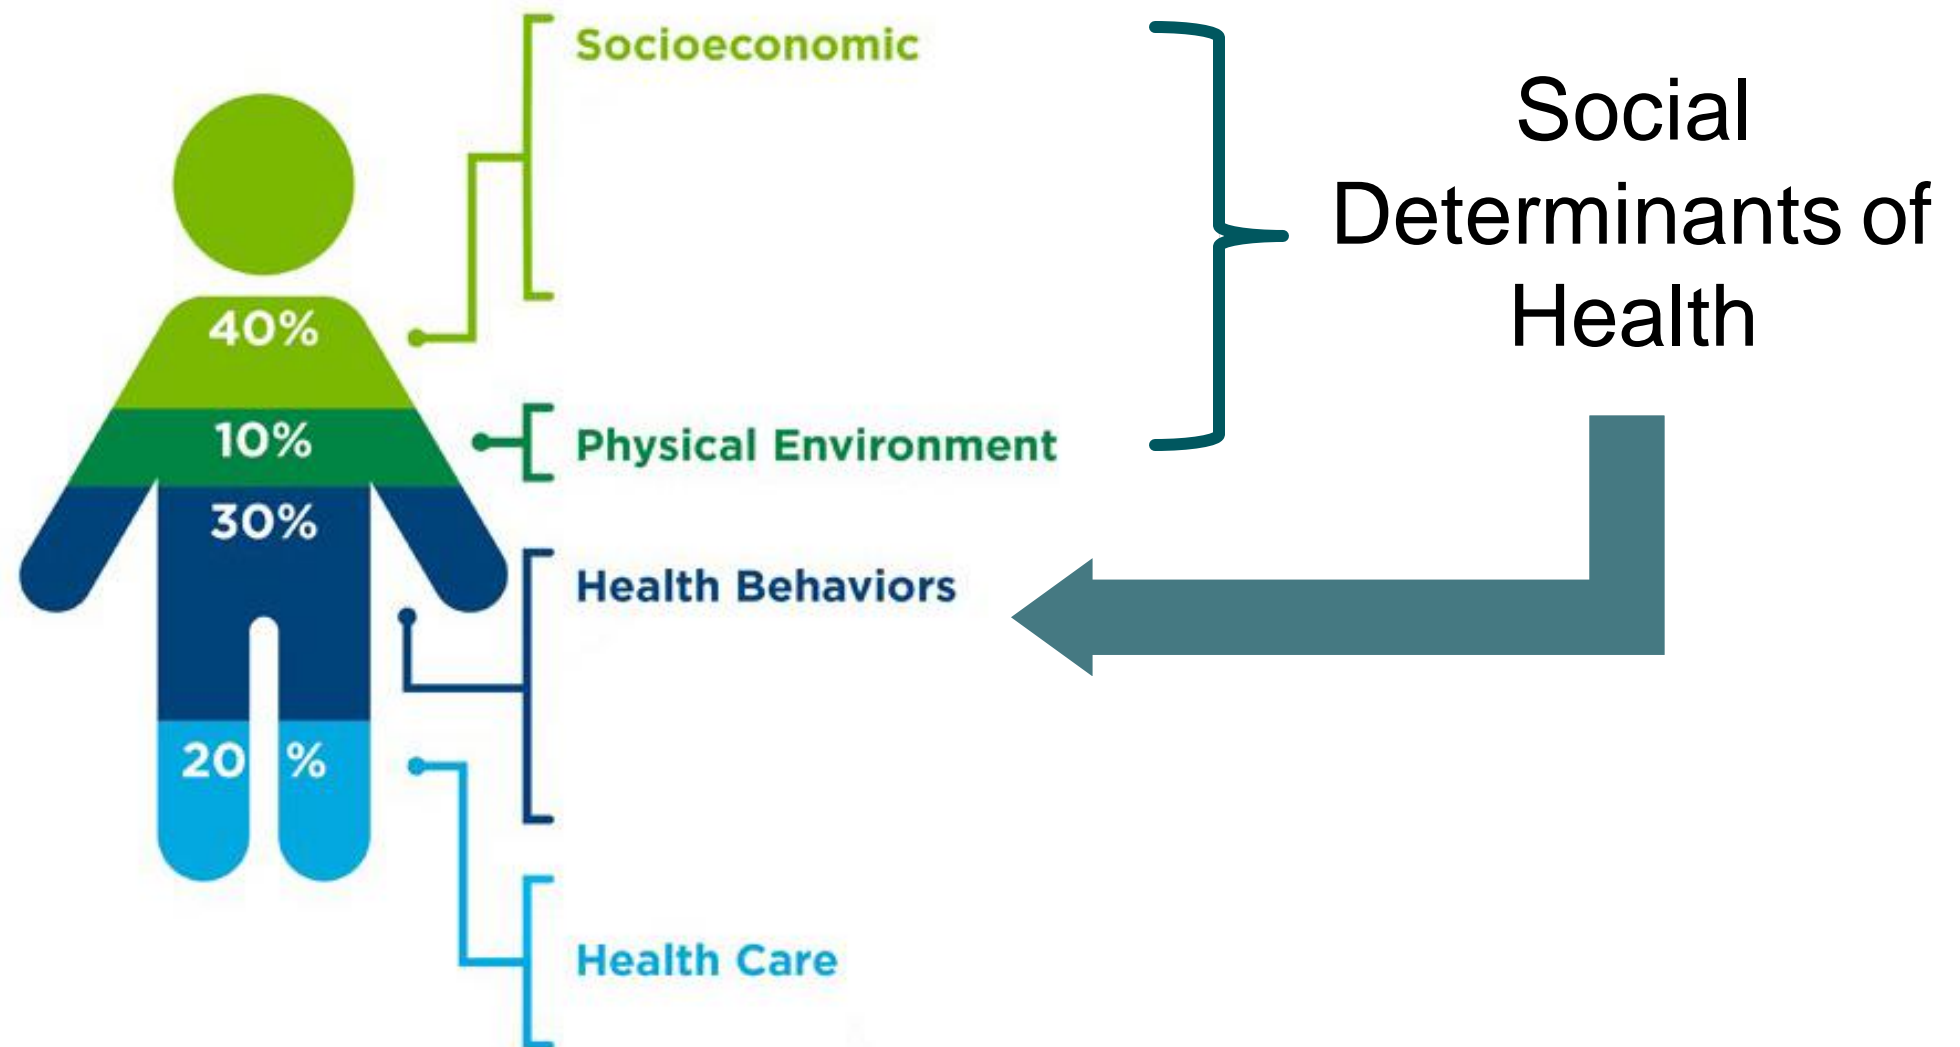 Socioeconomic
Social
Determinants of
Health
40%
10%
Physical Environment
30%
Health Behaviors
20 %
Health Care